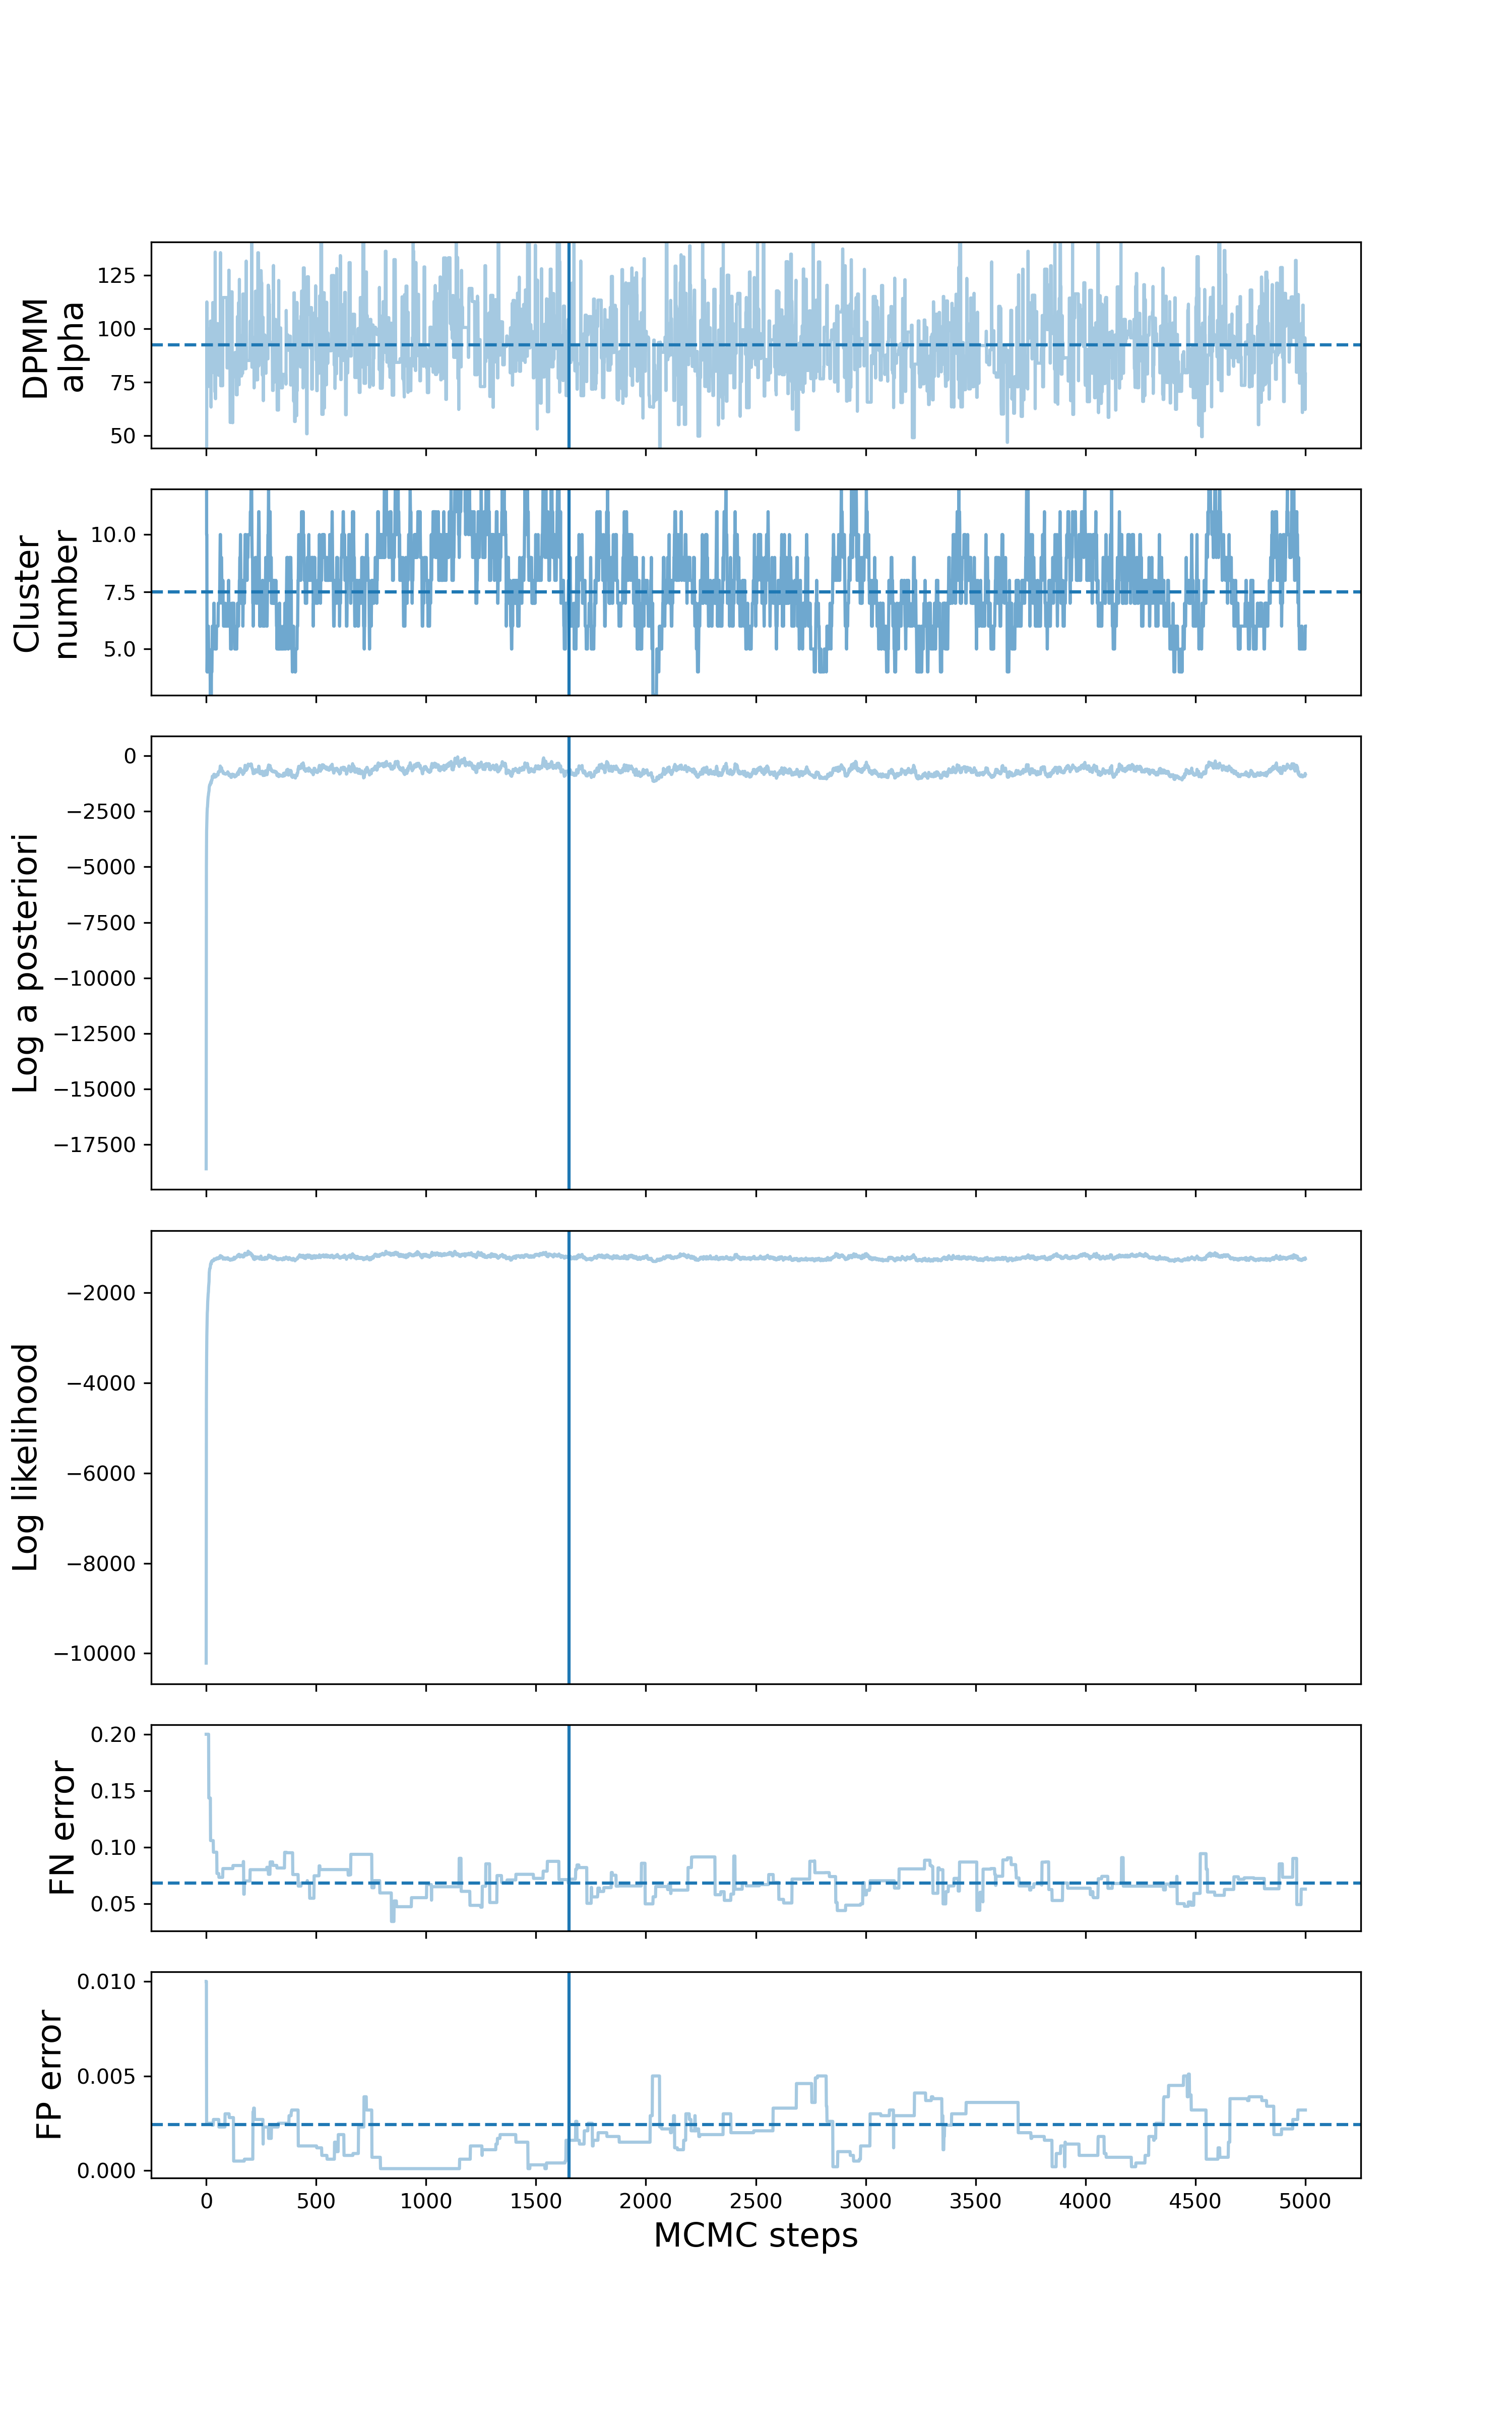 DPMM
alpha
125
100
75
50
Cluster
number
10.0
7.5
5.0
Log a posteriori
0
−2500
−5000
−7500
−10000
−12500
−15000
−17500
Log likelihood
−2000
−4000
−6000
−8000
−10000
FN error
0.20
0.15
0.10
0.05
FP error
0.010
0.005
0.000
0 500 1000 1500 2000 2500 3000 3500 4000 4500 5000
MCMC steps